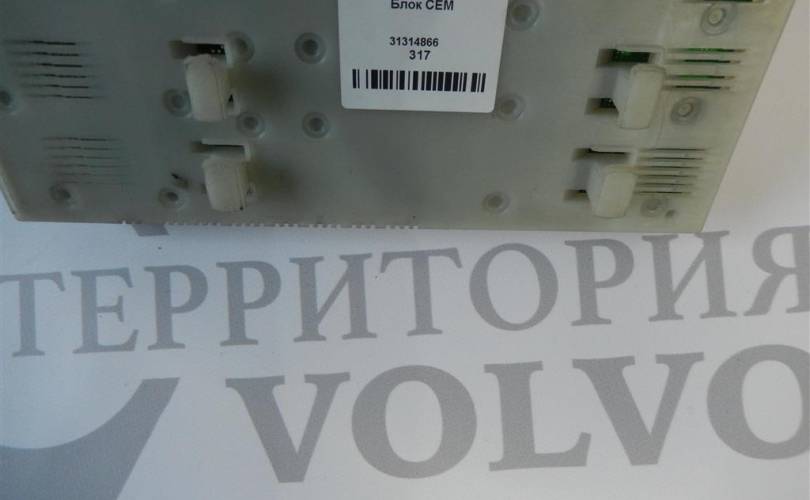 Блок CEM
31314866
317
ТЕРРИТОРИЯ
VOLVO